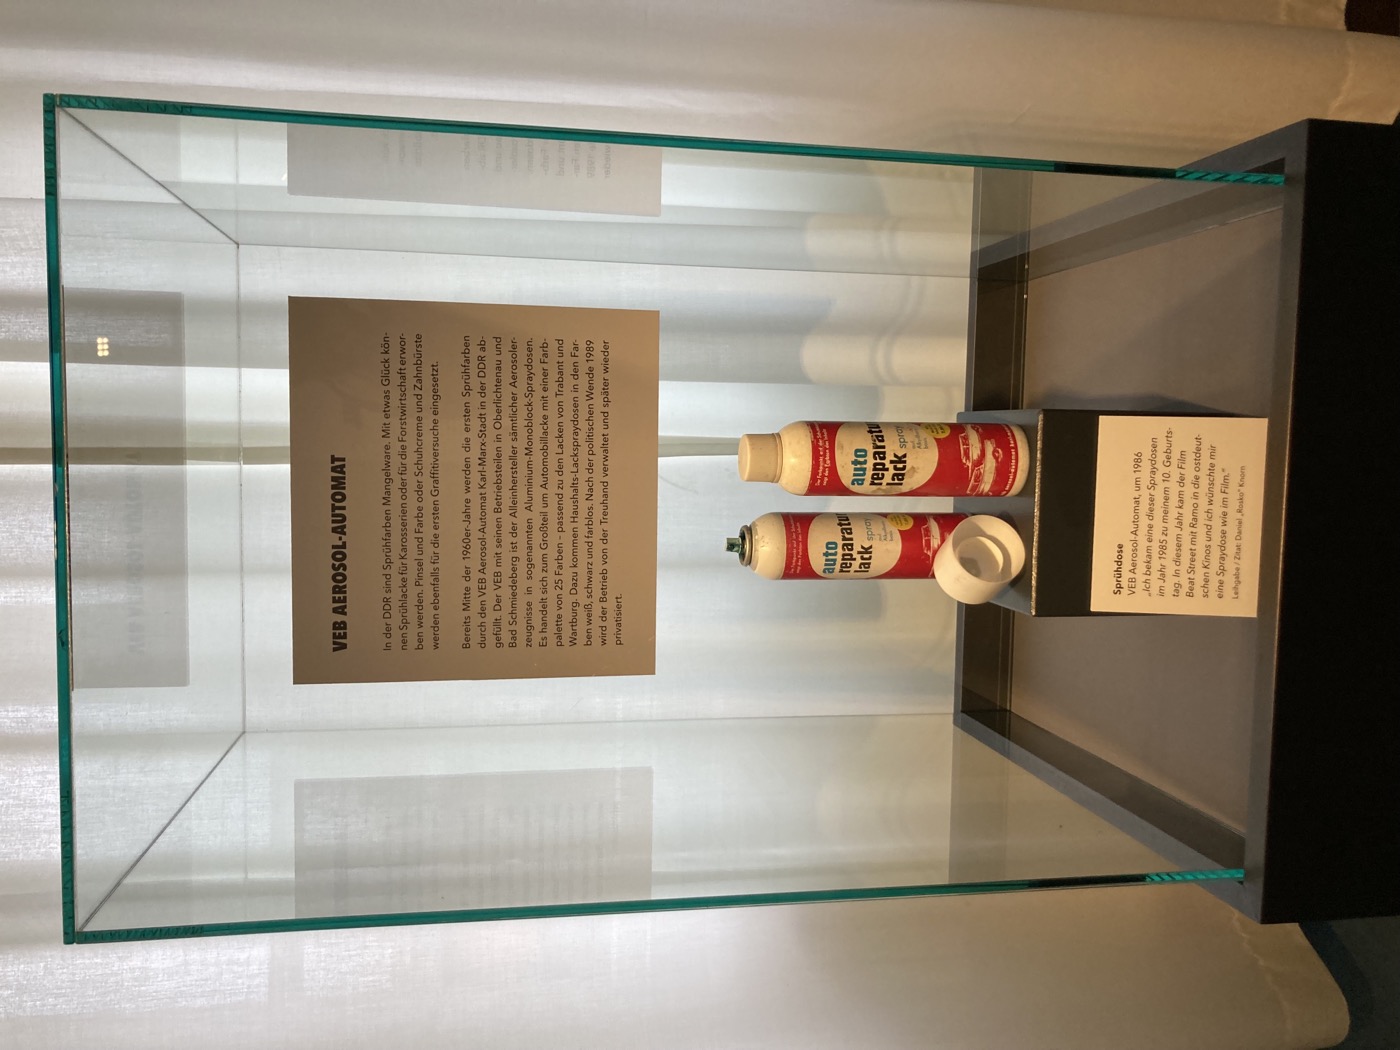 VEB AEROSOL-AUTOMAT
In der DDR sind Sprühfarben Mangelware. Mit etwas Glück kön-
nen Sprühlacke für Karosserien oder für die Forstwirtschaft erwor-
ben werden. Pinsel und Farbe oder Schuhcreme und Zahnbürste
werden ebenfalls für die ersten Graffitiversuche eingesetzt.
Bereits Mitte der 1960er-Jahre werden die ersten Sprühfarben
durch den VEB Aerosol-Automat Karl-Marx-Stadt in der DDR ab-
gefüllt. Der VEB mit seinen Betriebsteilen in Oberlichtenau und
Bad Schmiedeberg ist der Alleinhersteller sämtlicher Aerosoler-
zeugnisse in sogenannten Aluminium-Monoblock-Spraydosen.
Es handelt sich zum Großteil um Automobillacke mit einer Farb-
palette von 25 Farben – passend zu den Lacken von Trabant und
Wartburg. Dazu kommen Haushalts-Lackspraydosen in den Far-
ben weiß, schwarz und farblos. Nach der politischen Wende 1989
wird der Betrieb von der Treuhand verwaltet und später wieder
privatisiert.
auto
reparatu
lack spray
auto
reparatu
lack spray
Sprühdose
VEB Aerosol-Automat, um 1986
„Ich bekam eine dieser Spraydosen
im Jahr 1985 zu meinem 10. Geburts-
tag. In diesem Jahr kam der Film
Beat Street mit Ramo in die ostdeut-
schen Kinos und ich wünschte mir
eine Spraydose wie im Film."
Leihgabe / Zitat: Daniel „Rosko" Knorn